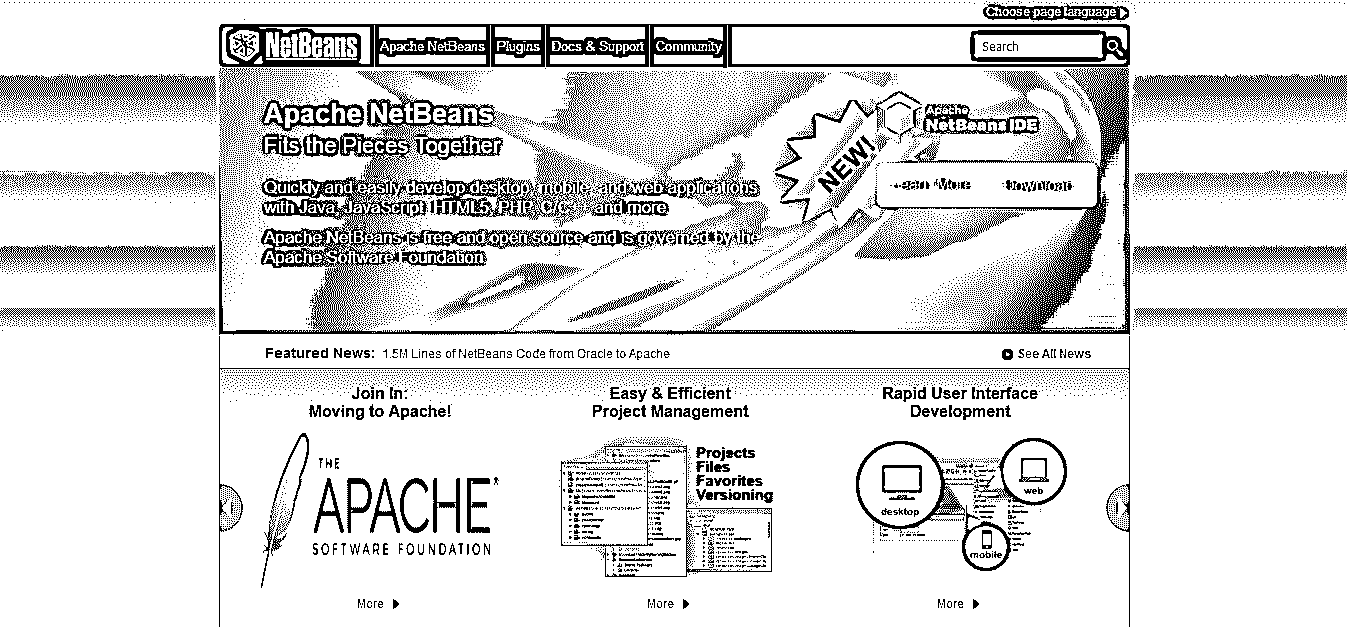 Choose page language
NetBeans
Apache NetBeans
Plugins
Docs & Support
Community
Search
Apache NetBeans
Fits the Pieces Together
Quickly and easily develop desktop, mobile, and web applications
with Java, JavaScript, HTML5, PHP, C/C++ and more.
Apache NetBeans is free and open source and is governed by the
Apache Software Foundation.
NEW!
Apache
NetBeans IDE
Learn More
Download
Featured News: 1.5M Lines of NetBeans Code from Oracle to Apache
See All News
Join In:
Moving to Apache!
THE
APACHE
SOFTWARE FOUNDATION
More
Easy & Efficient
Project Management
Projects
Files
Favorites
Versioning
More
Rapid User Interface
Development
desktop
web
mobile
More